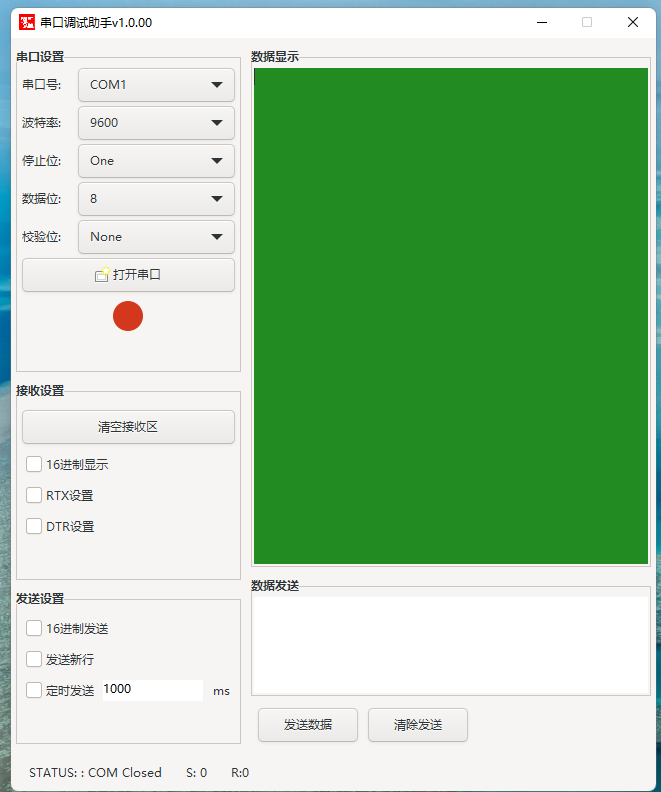 串口调试助手v1.0.00
串口设置
串口号: COM1
波特率: 9600
停止位: One
数据位: 8
校验位: None
打开串口
接收设置
清空接收区
16进制显示
RTX设置
DTR设置
发送设置
16进制发送
发送新行
定时发送 1000 ms
数据显示
数据发送
发送数据 清除发送
STATUS: : COM Closed S: 0 R:0